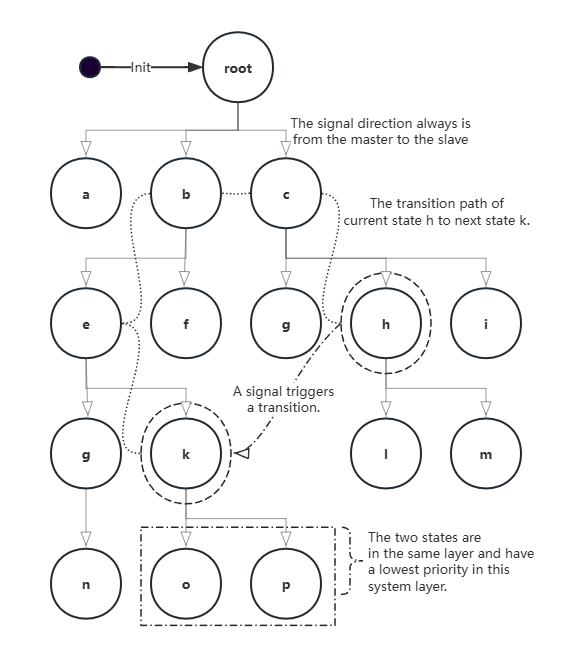 Init
root
The signal direction always is
from the master to the slave
a
b
c
The transition path of
current state h to next state k.
e
f
g
h
i
A signal triggers
a transition.
g
k
l
m
The two states are
in the same layer and have
a lowest priority in this
system layer.
n
o
p